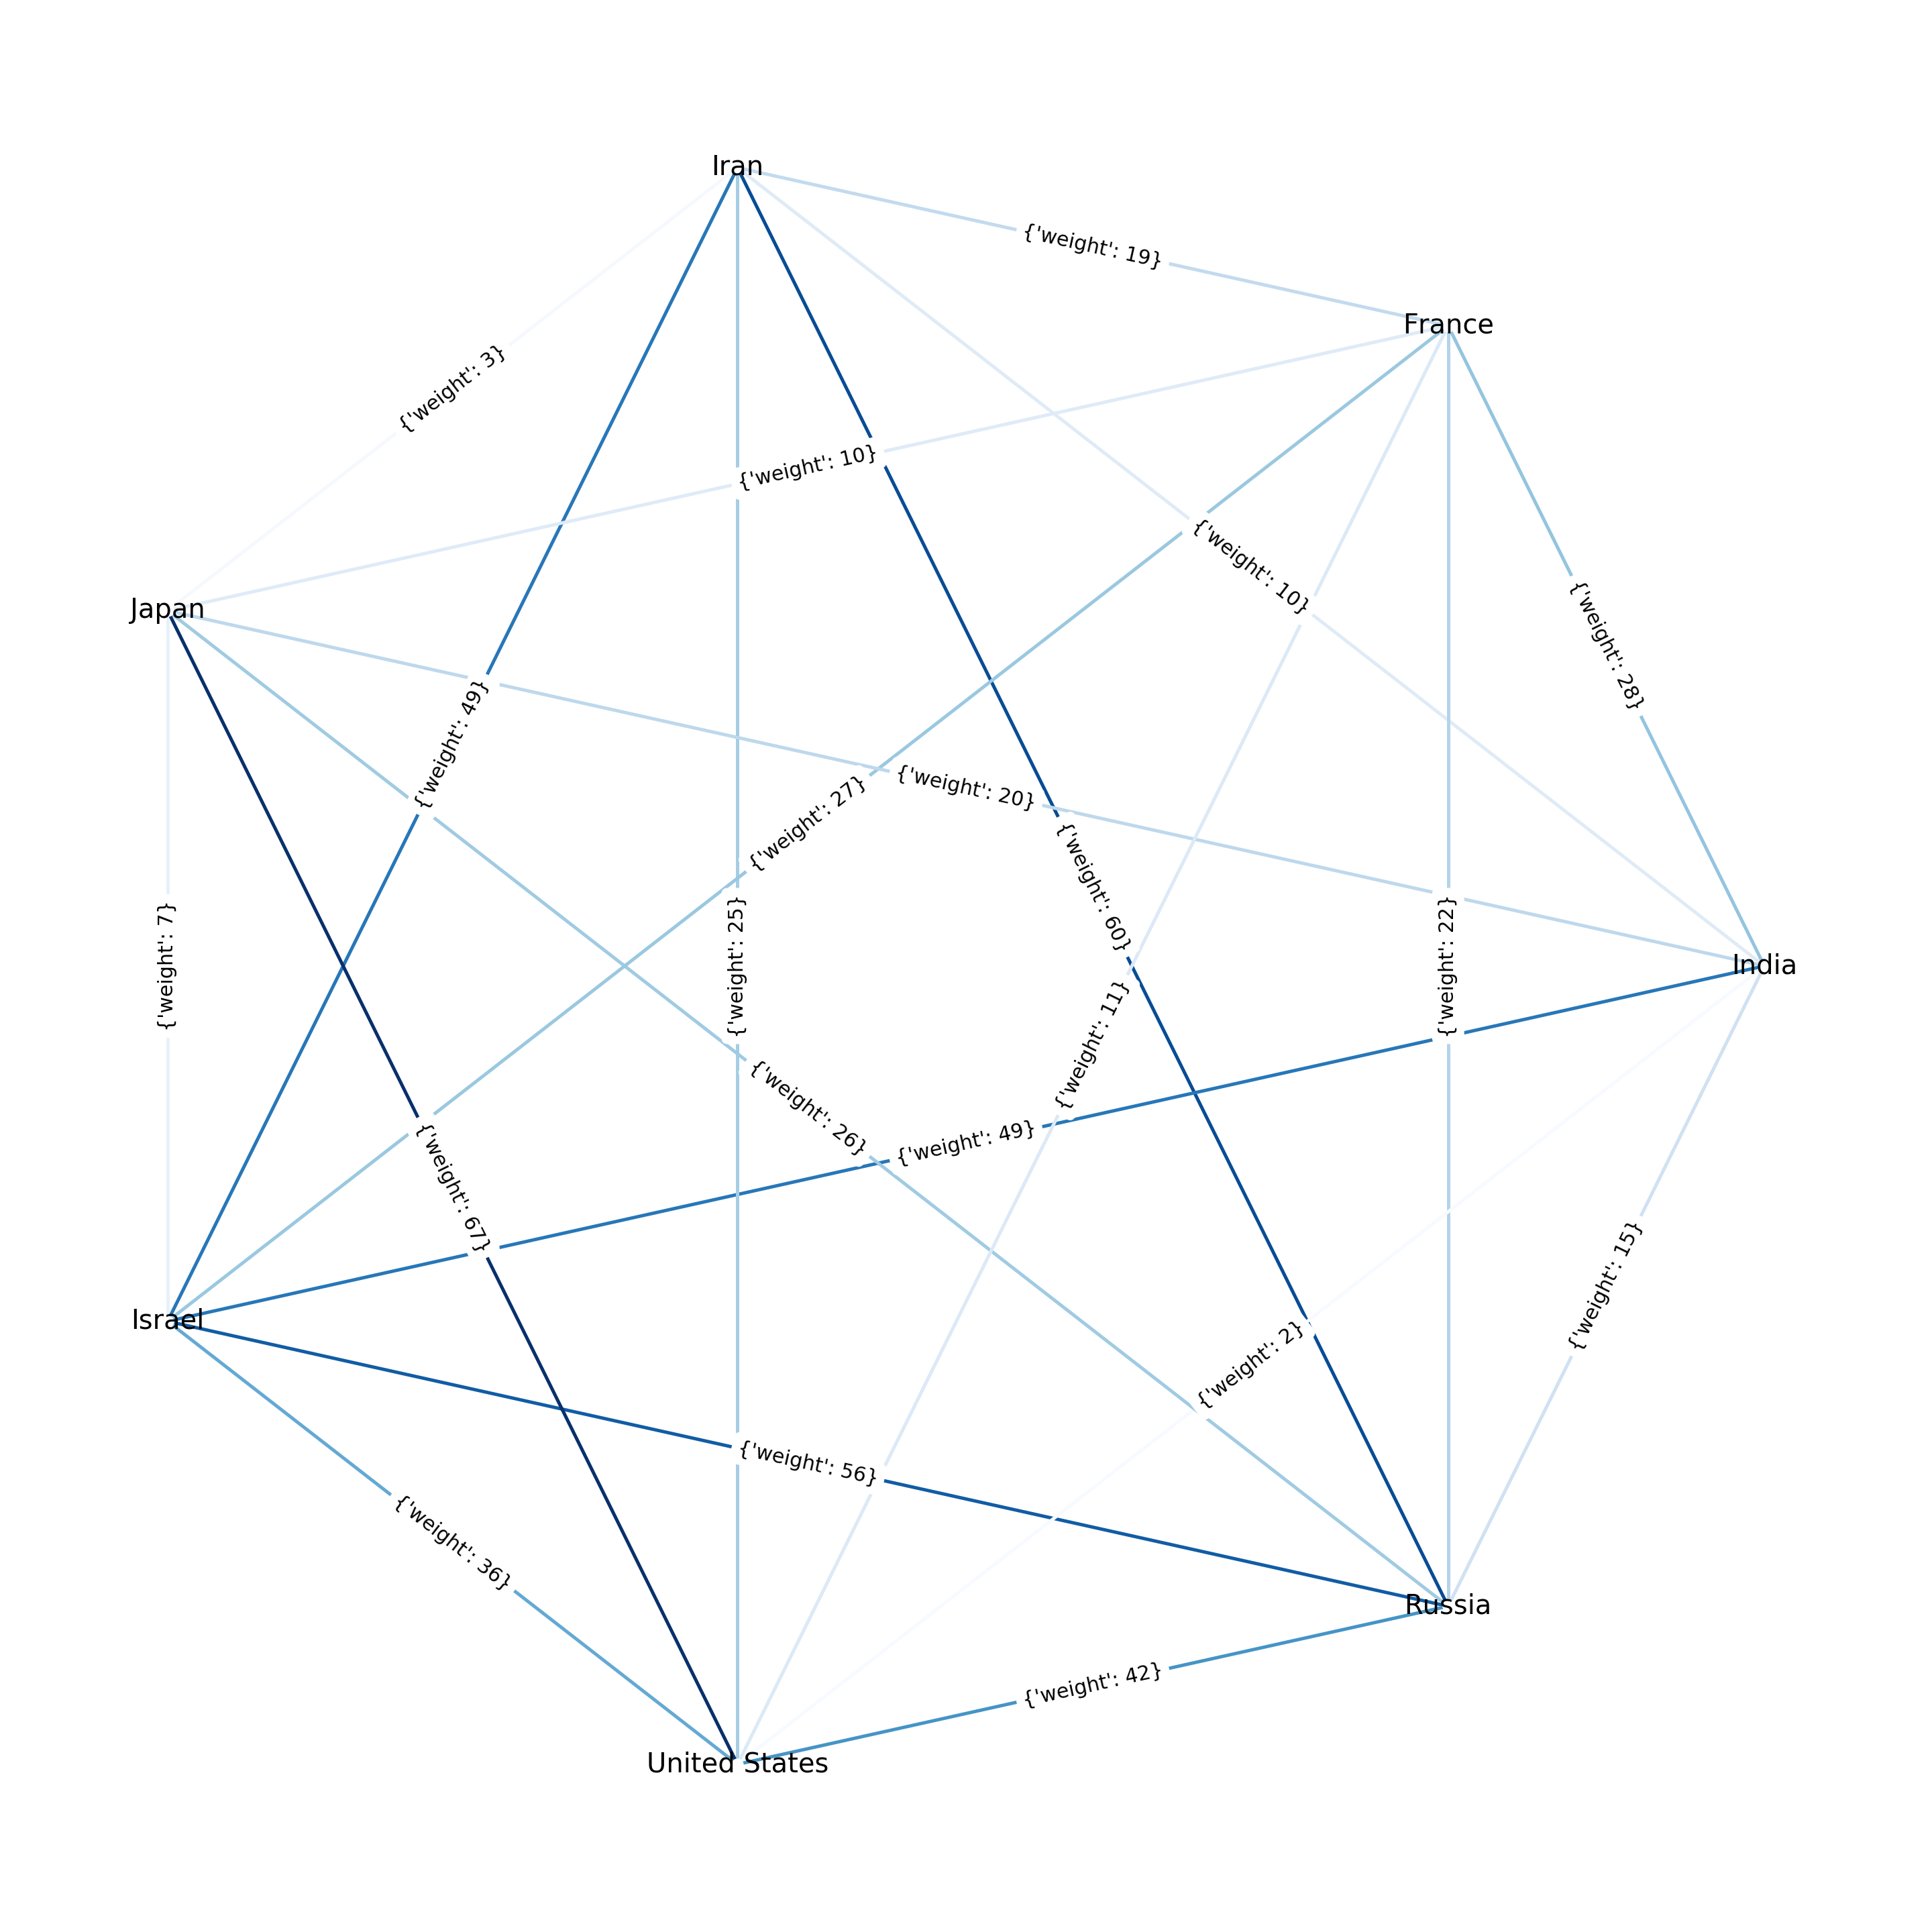 Iran
{'weight': 19}
France
{'weight': 3}
{'weight': 10}
{'weight': 10}
Japan
{'weight': 28}
{'weight': 49}
{'weight': 20}
{'weight': 27}
{'weight': 60}
{'weight': 7}
{'weight': 25}
{'weight': 22}
India
{'weight': 11}
{'weight': 26}
{'weight': 49}
{'weight': 67}
{'weight': 15}
Israel
{'weight': 2}
{'weight': 56}
{'weight': 36}
Russia
{'weight': 42}
United States